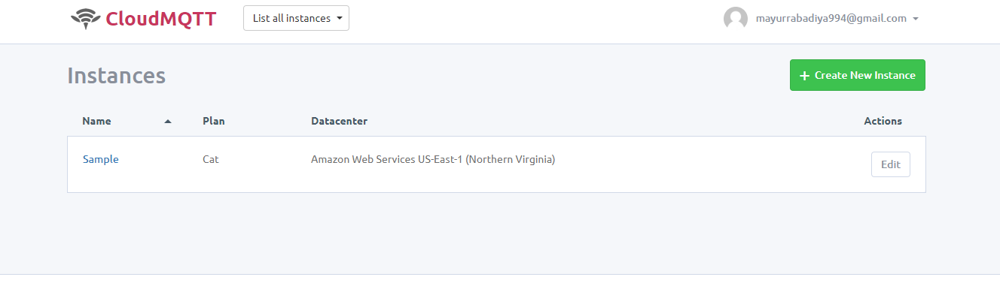 CloudMQTT List all instances mayurrabadiya994@gmail.com
Instances + Create New Instance
Name Plan Datacenter Actions
Sample Cat Amazon Web Services US-East-1 (Northern Virginia) Edit